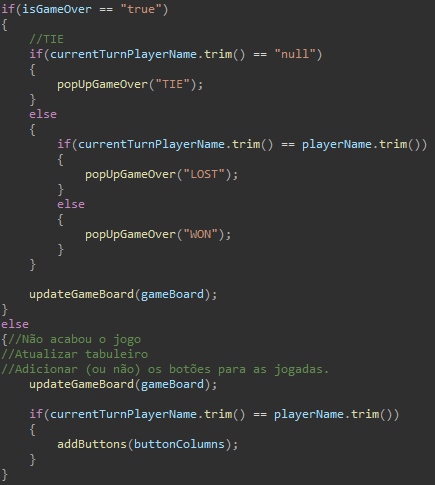 if(isGameOver == "true")
{
    //TIE
    if(currentTurnPlayerName.trim() == "null")
    {
        popUpGameOver("TIE");
    }
    else
    {
        if(currentTurnPlayerName.trim() == playerName.trim())
        {
            popUpGameOver("LOST");
        }
        else
        {
            popUpGameOver("WON");
        }
    }

    updateGameBoard(gameBoard);
}
else
{//Não acabou o jogo
//Atualizar tabuleiro
//Adicionar (ou não) os botões para as jogadas.
    updateGameBoard(gameBoard);

    if(currentTurnPlayerName.trim() == playerName.trim())
    {
        addButtons(buttonColumns);
    }
}